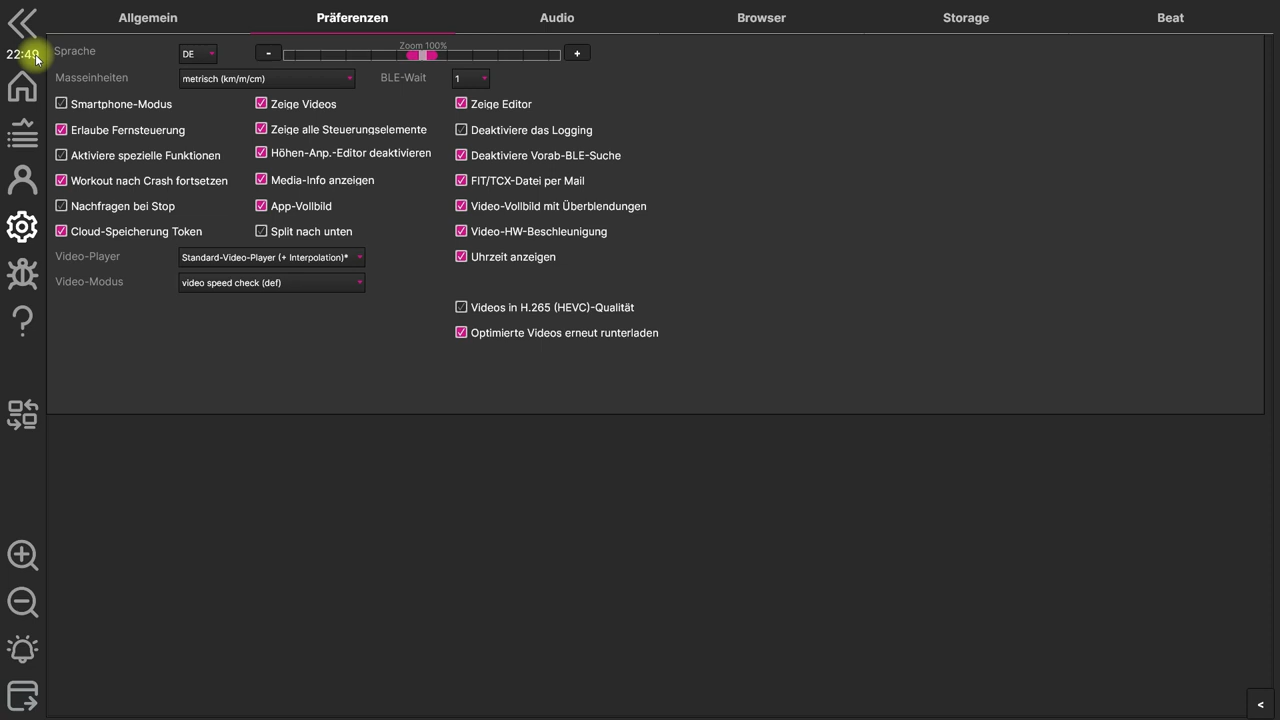 Allgemein Präferenzen Audio Browser Storage Beat
22:49 Sprache DE - Zoom 100% +
Masseinheiten metrisch (km/m/cm) BLE-Wait 1
Smartphone-Modus Zeige Videos Zeige Editor
Erlaube Fernsteuerung Zeige alle Steuerungselemente Deaktiviere das Logging
Aktiviere spezielle Funktionen Höhen-Anp.-Editor deaktivieren Deaktiviere Vorab-BLE-Suche
Workout nach Crash fortsetzen Media-Info anzeigen FIT/TCX-Datei per Mail
Nachfragen bei Stop App-Vollbild Video-Vollbild mit Überblendungen
Cloud-Speicherung Token Split nach unten Video-HW-Beschleunigung
Video-Player Standard-Video-Player (+ Interpolation)* Uhrzeit anzeigen
Video-Modus video speed check (def)
Videos in H.265 (HEVC)-Qualität
Optimierte Videos erneut runterladen
<